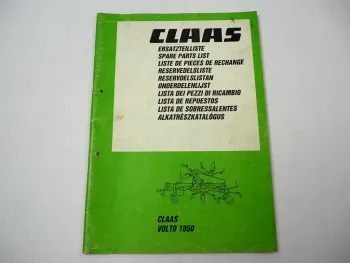 CLAAS
ERSATZTEILLISTE
SPARE PARTS LIST
LISTE DE PIECES DE RECHANGE
RESERVEDELSLISTE
RESERVDELSLISTAN
ONDERDELENLIJST
LISTA DEI PEZZI DI RICAMBIO
LISTA DE REPUESTOS
LISTA DE SOBRESSALENTES
ALKATRÉSZKATALÓGUS
CLAAS
VOLTO 1050